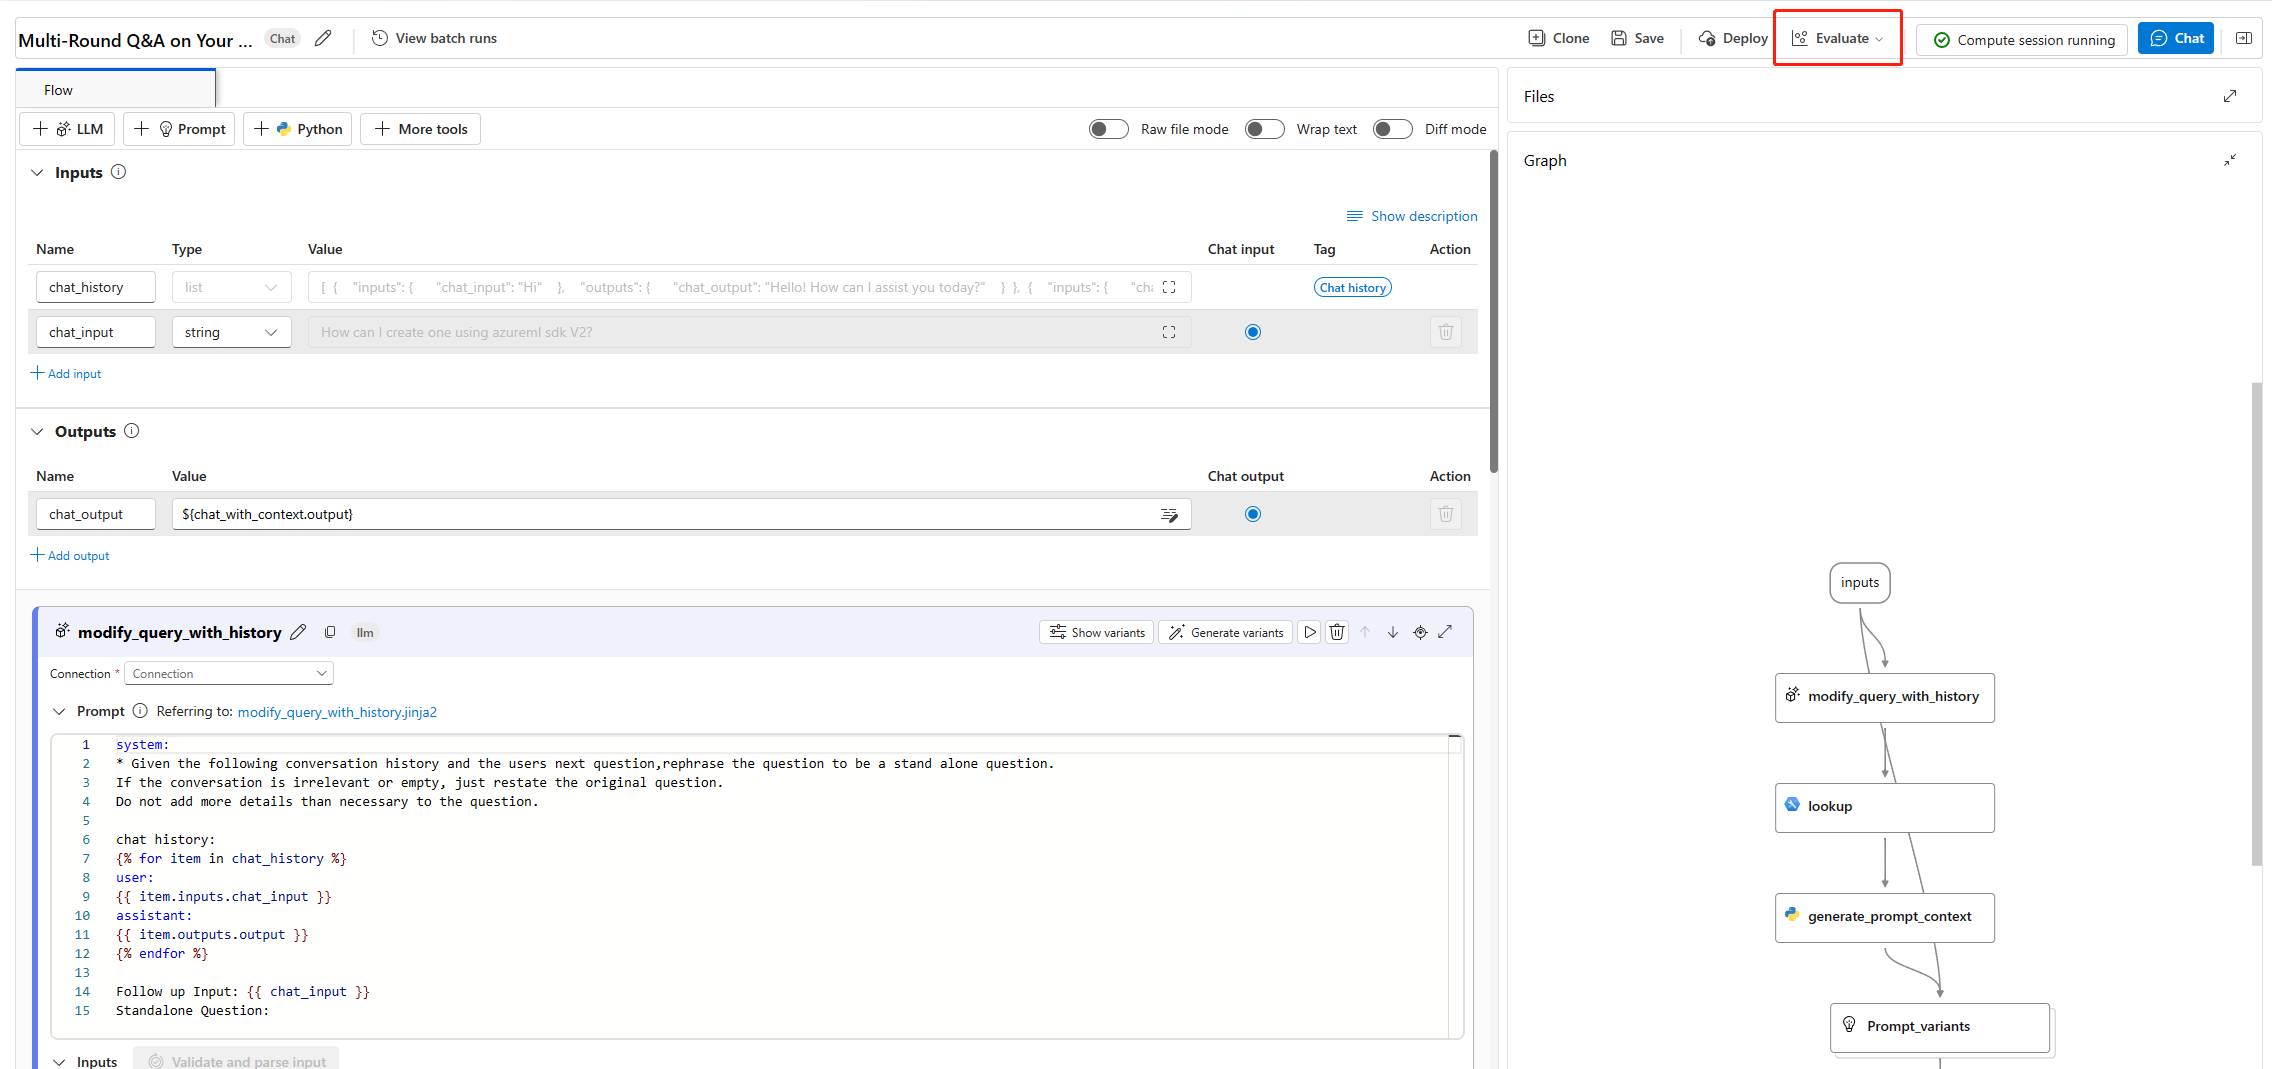 Multi-Round Q&A on Your ... Chat View batch runs Clone Save Deploy Evaluate Compute session running Chat
Flow
LLM Prompt Python More tools Raw file mode Wrap text Diff mode
Inputs
Show description
Name Type Value Chat input Tag Action
chat_history list [ { "inputs": { "chat_input": "Hi" }, "outputs": { "chat_output": "Hello! How can I assist you today?" } }, { "inputs": { "cha Chat history
chat_input string How can I create one using azureml sdk V2?
Add input
Outputs
Name Value Chat output Action
chat_output ${chat_with_context.output}
Add output
modify_query_with_history llm Show variants Generate variants
Connection * Connection
Prompt Referring to: modify_query_with_history.jinja2
1 system:
2 * Given the following conversation history and the users next question,rephrase the question to be a stand alone question.
3 If the conversation is irrelevant or empty, just restate the original question.
4 Do not add more details than necessary to the question.
5
6 chat history:
7 {% for item in chat_history %}
8 user:
9 {{ item.inputs.chat_input }}
10 assistant:
11 {{ item.outputs.output }}
12 {% endfor %}
13
14 Follow up Input: {{ chat_input }}
15 Standalone Question:
Inputs Validate and parse input
Files
Graph
inputs
modify_query_with_history
lookup
generate_prompt_context
Prompt_variants